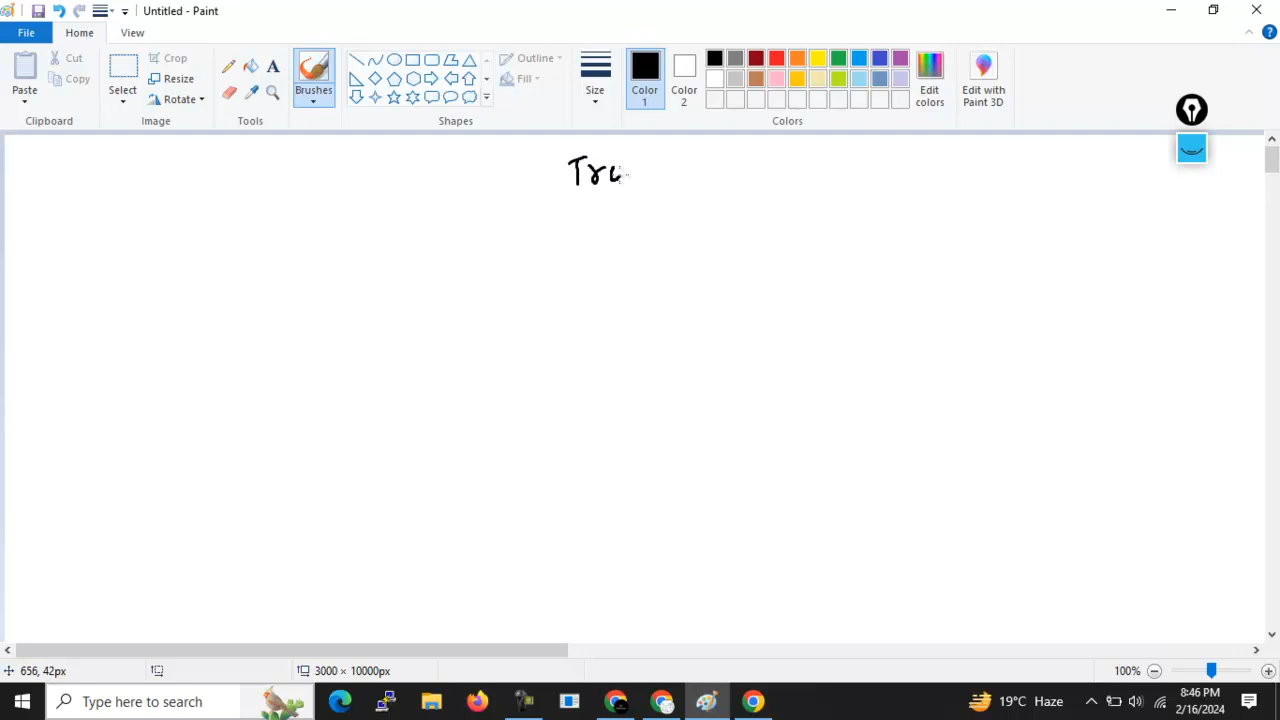 Untitled - Paint
File Home View
Cut
Copy
Paste
Clipboard
Crop
Resize
Rotate
Select
Image
Tools
Brushes
Outline
Fill
Shapes
Size
Color 1
Color 2
Edit colors
Edit with Paint 3D
Colors
656, 42px
3000 × 10000px
100%
Type here to search
19°C Haze
8:46 PM
2/16/2024